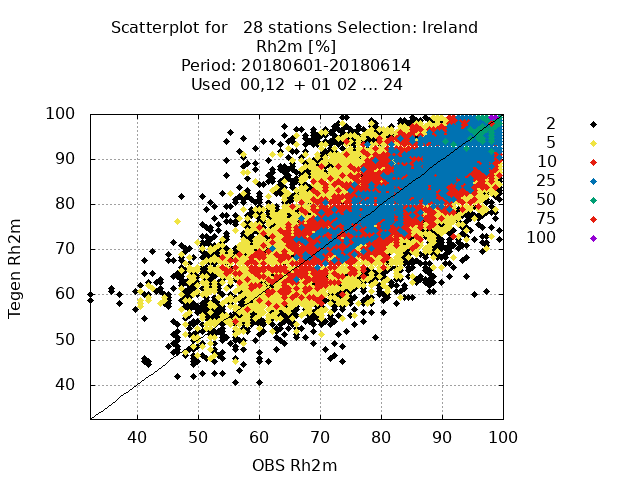 Scatterplot for   28 stations Selection: Ireland
Rh2m [%]
Period: 20180601-20180614
Used  00,12  + 01 02 ... 24
100
90
80
70
60
50
40
Tegen Rh2m
40 50 60 70 80 90 100
OBS Rh2m
2
5
10
25
50
75
100